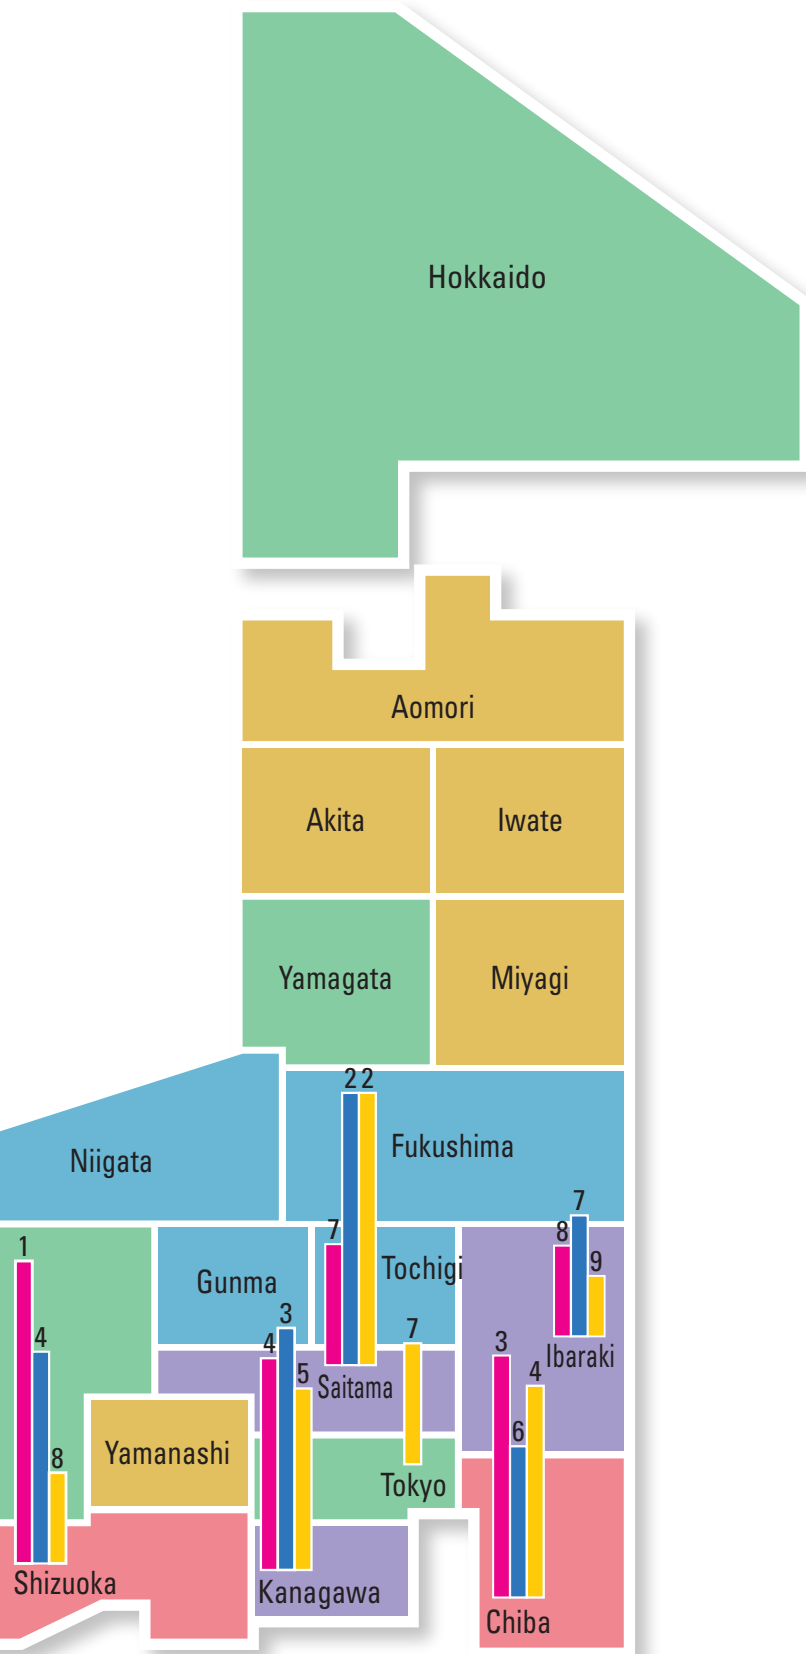 Hokkaido
Aomori
Akita
Iwate
Yamagata
Miyagi
2 2
Fukushima
Niigata
7
7
8
1
9
Tochigi
Gunma
3
7
4
4
3
Ibaraki
5
Saitama
4
6
Yamanashi
8
Tokyo
Shizuoka
Kanagawa
Chiba